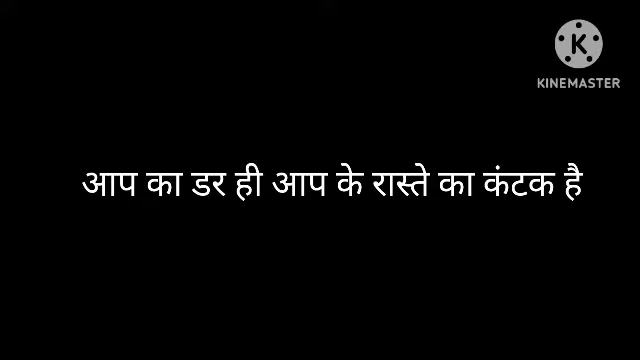 K
KINEMASTER
आप का डर ही आप के रास्ते का कंटक है